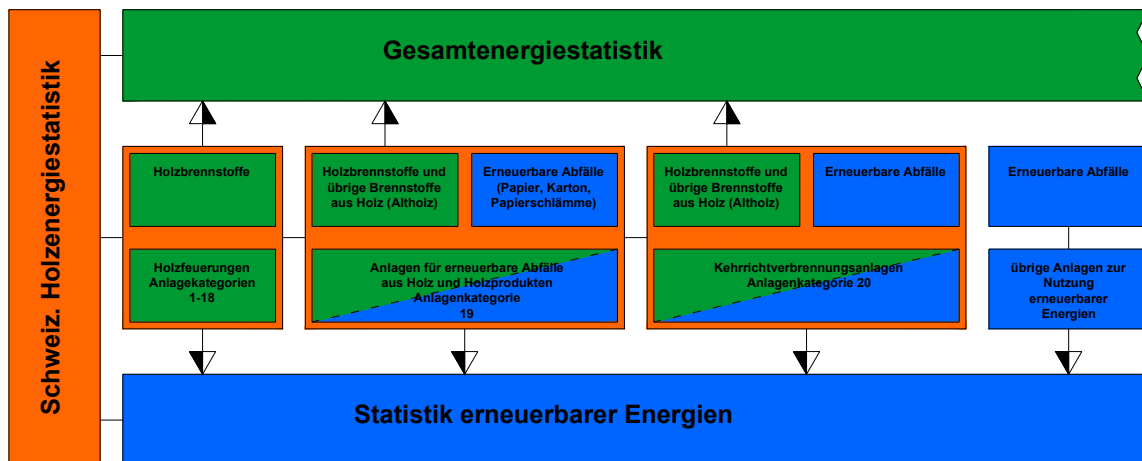 Schweiz. Holzenergiestatistik
Gesamtenergiestatistik
Holzbrennstoffe
Holzbrennstoffe und
übrige Brennstoffe
aus Holz (Altholz)
Erneuerbare Abfälle
(Papier, Karton,
Papierschlämme)
Holzbrennstoffe und
übrige Brennstoffe
aus Holz (Altholz)
Erneuerbare Abfälle
Erneuerbare Abfälle
Holzfeuerungen
Anlagekategorien
1-18
Anlagen für erneuerbare Abfälle
aus Holz und Holzprodukten
Anlagenkategorie
19
Kehrrichtverbrennungsanlagen
Anlagenkategorie 20
übrige Anlagen zur
Nutzung
erneuerbarer
Energien
Statistik erneuerbarer Energien